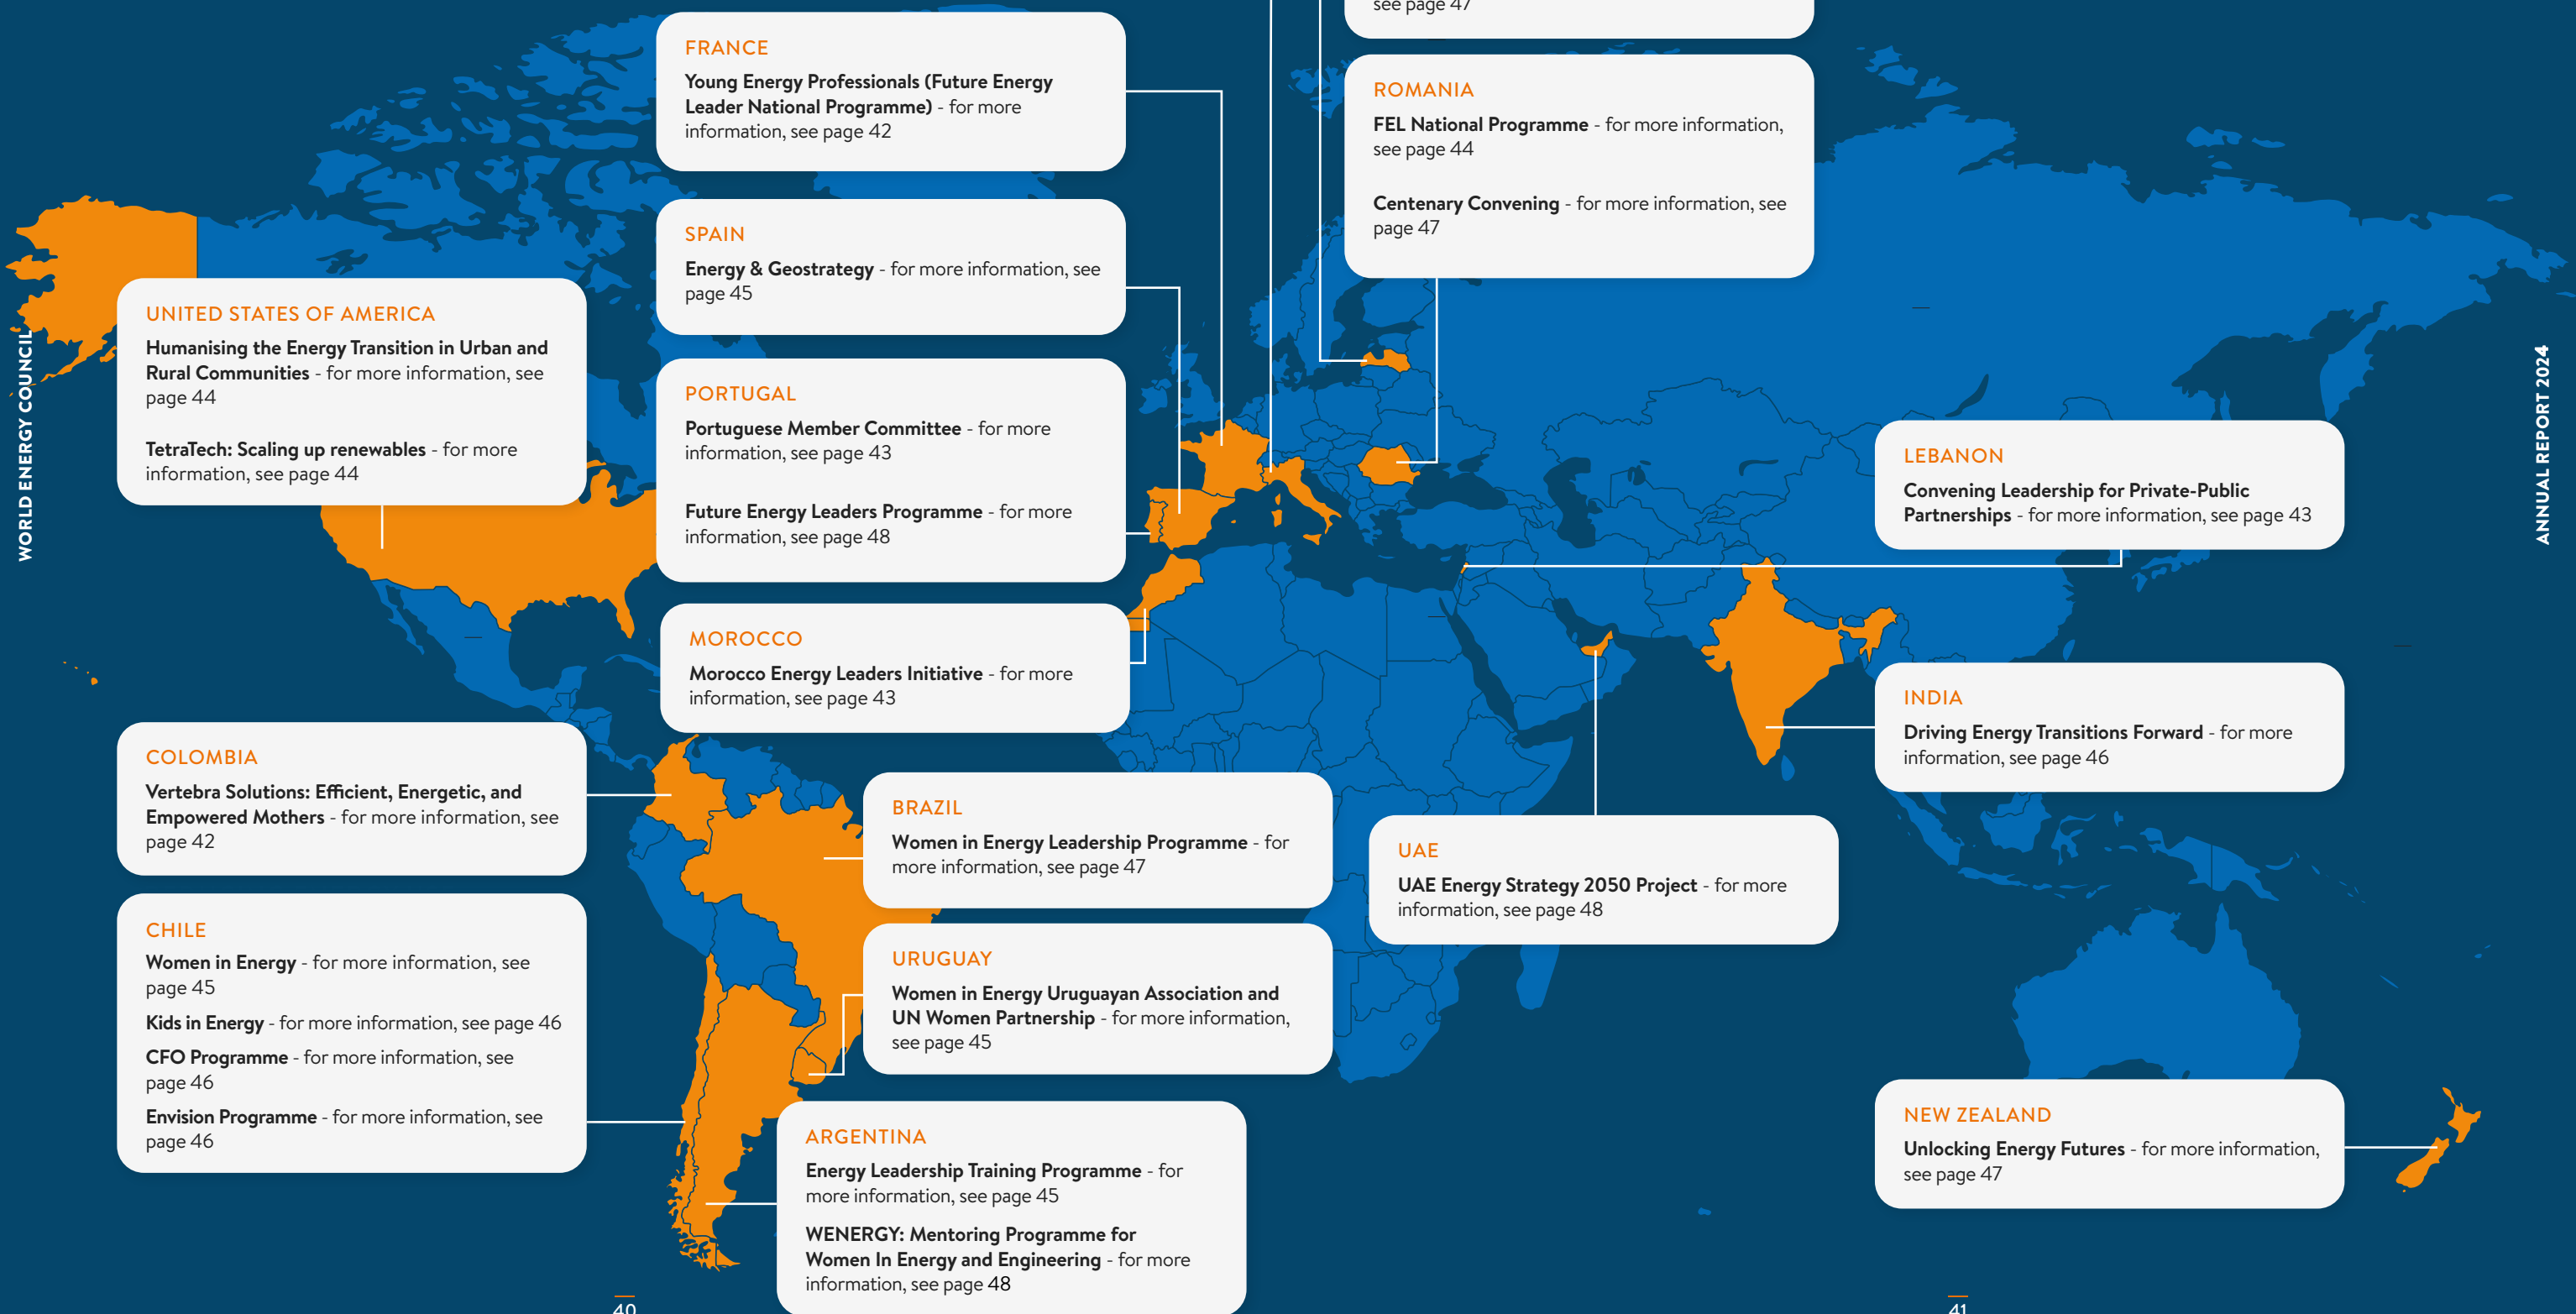 WORLD ENERGY COUNCIL
FRANCE
Young Energy Professionals (Future Energy
Leader National Programme) - for more
information, see page 42
SPAIN
Energy & Geostrategy - for more information, see
page 45
PORTUGAL
Portuguese Member Committee - for more
information, see page 43
Future Energy Leaders Programme - for more
information, see page 48
MOROCCO
Morocco Energy Leaders Initiative - for more
information, see page 43
UNITED STATES OF AMERICA
Humanising the Energy Transition in Urban and
Rural Communities - for more information, see
page 44
TetraTech: Scaling up renewables - for more
information, see page 44
COLOMBIA
Vertebra Solutions: Efficient, Energetic, and
Empowered Mothers - for more information, see
page 42
CHILE
Women in Energy - for more information, see
page 45
Kids in Energy - for more information, see page 46
CFO Programme - for more information, see
page 46
Envision Programme - for more information, see
page 46
BRAZIL
Women in Energy Leadership Programme - for
more information, see page 47
URUGUAY
Women in Energy Uruguayan Association and
UN Women Partnership - for more information,
see page 45
ARGENTINA
Energy Leadership Training Programme - for
more information, see page 45
WENERGY: Mentoring Programme for
Women In Energy and Engineering - for more
information, see page 48
40
see page 47
ROMANIA
FEL National Programme - for more information,
see page 44
Centenary Convening - for more information, see
page 47
LEBANON
Convening Leadership for Private-Public
Partnerships - for more information, see page 43
INDIA
Driving Energy Transitions Forward - for more
information, see page 46
UAE
UAE Energy Strategy 2050 Project - for more
information, see page 48
NEW ZEALAND
Unlocking Energy Futures - for more information,
see page 47
ANNUAL REPORT 2024
41